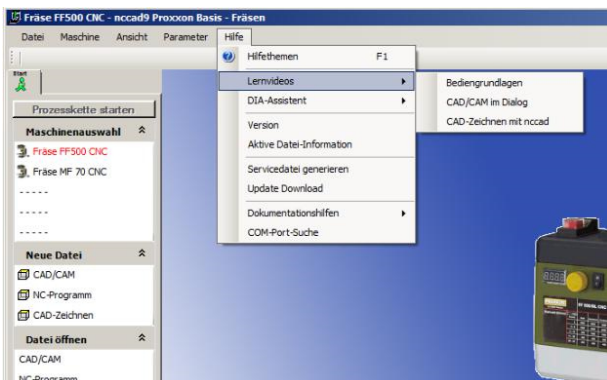 Fräse FF500 CNC - nccad9 Proxxon Basis - Fräsen
Datei Maschine Ansicht Parameter Hilfe
Hilfethemen F1
Lernvideos
DIA-Assistent
Version
Aktive Datei-Information
Servicedatei generieren
Update Download
Dokumentationshilfen
COM-Port-Suche
Bediengrundlagen
CAD/CAM im Dialog
CAD-Zeichnen mit nccad
Start
Prozesskette starten
Maschinenauswahl
Fräse FF500 CNC
Fräse MF 70 CNC
- - - - -
- - - - -
- - - - -
Neue Datei
CAD/CAM
NC-Programm
CAD-Zeichnen
Datei öffnen
CAD/CAM
NC-Programm